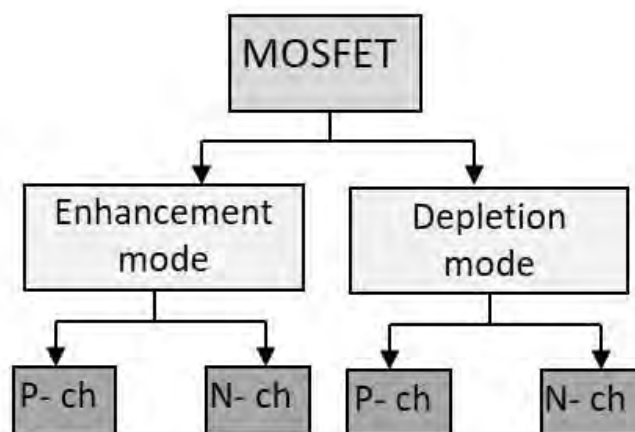 MOSFET
Enhancement
mode
Depletion
mode
P- ch
N- ch
P- ch
N- ch